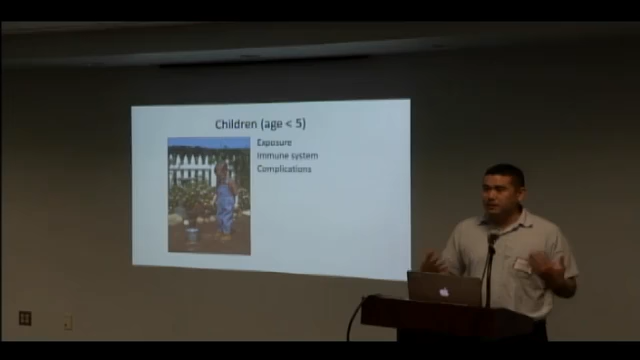 Children (age < 5)
Exposure
Immune system
Complications